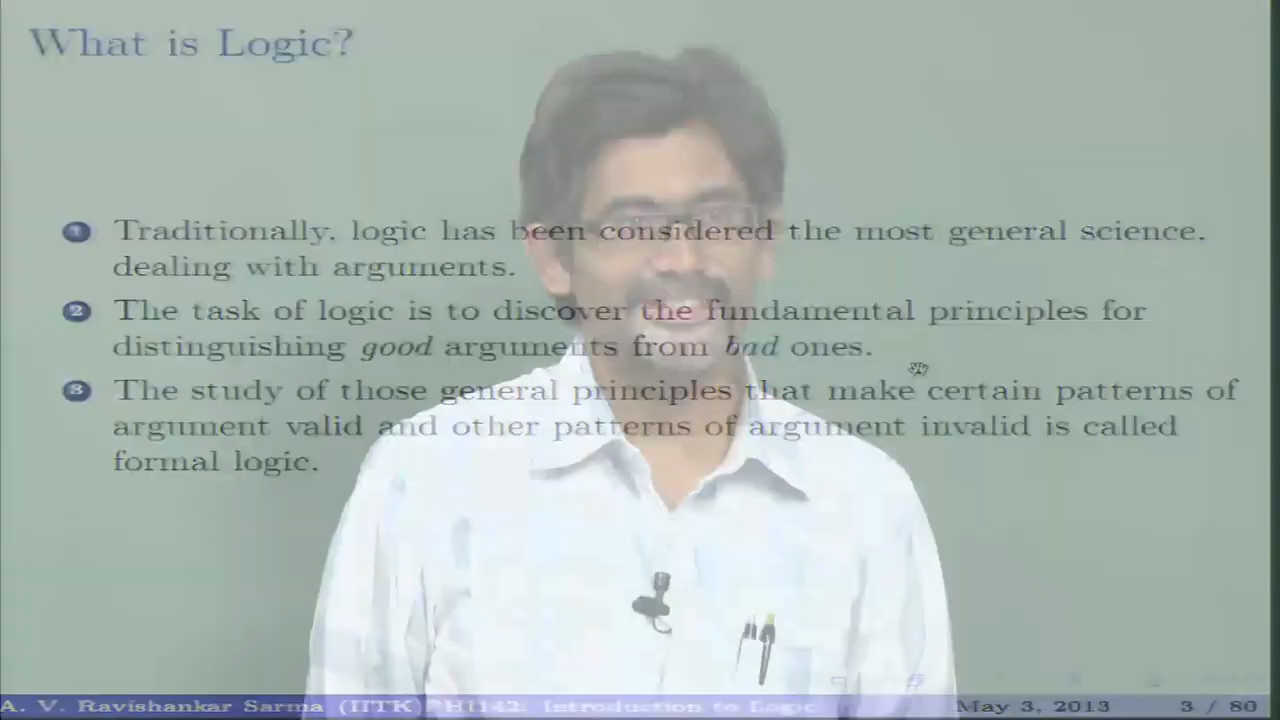 What is Logic?
1 Traditionally, logic has been considered the most general science,
dealing with arguments.
2 The task of logic is to discover the fundamental principles for
distinguishing good arguments from bad ones.
3 The study of those general principles that make certain patterns of
argument valid and other patterns of argument invalid is called
formal logic.
A. V. Ravishankar Sarma (IITK) PHI142: Introduction to Logic May 3, 2013 3 / 80